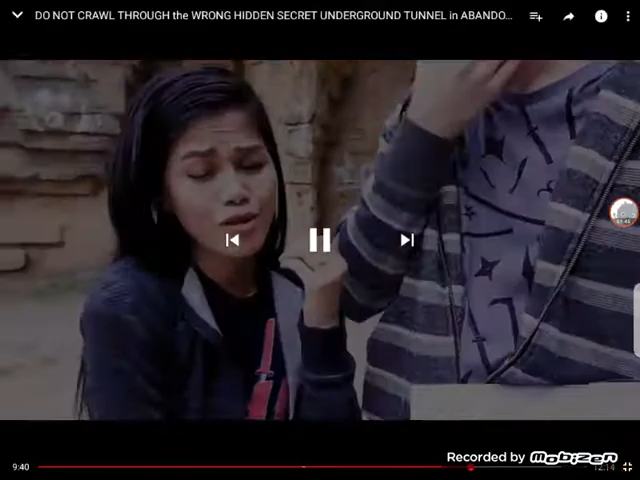 DO NOT CRAWL THROUGH the WRONG HIDDEN SECRET UNDERGROUND TUNNEL in ABANDO...
9:40
12:14
Recorded by Mobizen